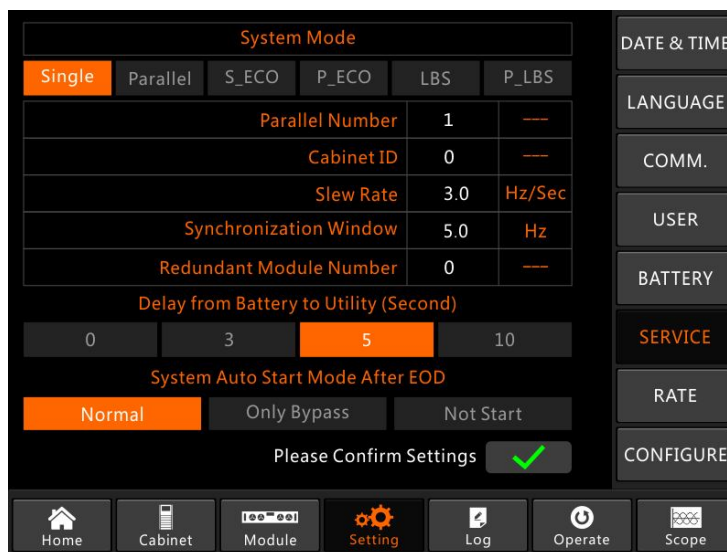 System Mode
Single Parallel S_ECO P_ECO LBS P_LBS
Parallel Number 1 ---
Cabinet ID 0 ---
Slew Rate 3.0 Hz/Sec
Synchronization Window 5.0 Hz
Redundant Module Number 0 ---
Delay from Battery to Utility (Second)
0 3 5 10
System Auto Start Mode After EOD
Normal Only Bypass Not Start
Please Confirm Settings
DATE & TIME
LANGUAGE
COMM.
USER
BATTERY
SERVICE
RATE
CONFIGURE
Home Cabinet Module Setting Log Operate Scope